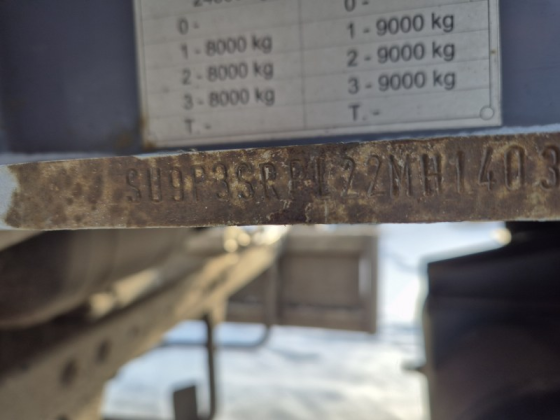 0 -
1 - 8000 kg
2 - 8000 kg
3 - 8000 kg
T. -
0 -
1 - 9000 kg
2 - 9000 kg
3 - 9000 kg
T. -
SU9P3SRP122MH1403